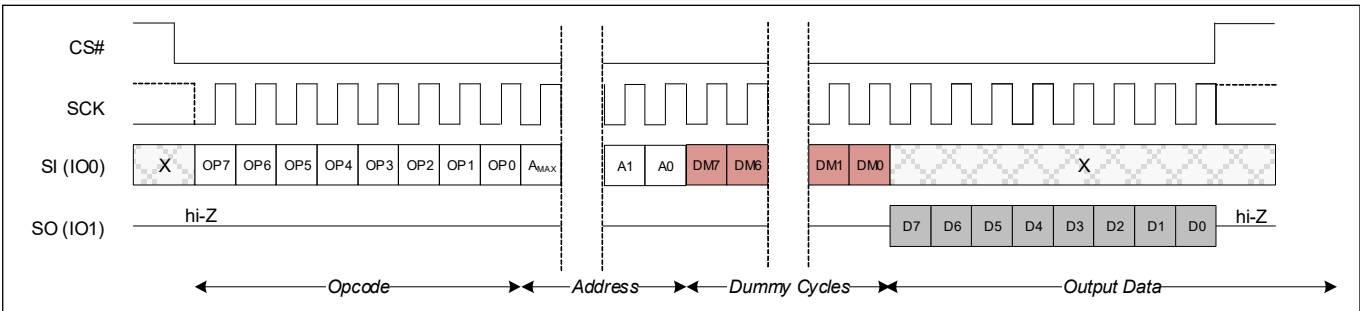 CS#
SCK
SI (IO0) X OP7 OP6 OP5 OP4 OP3 OP2 OP1 OP0 AMAX A1 A0 DM7 DM6 DM1 DM0 X
SO (IO1) hi-Z D7 D6 D5 D4 D3 D2 D1 D0 hi-Z
Opcode Address Dummy Cycles Output Data